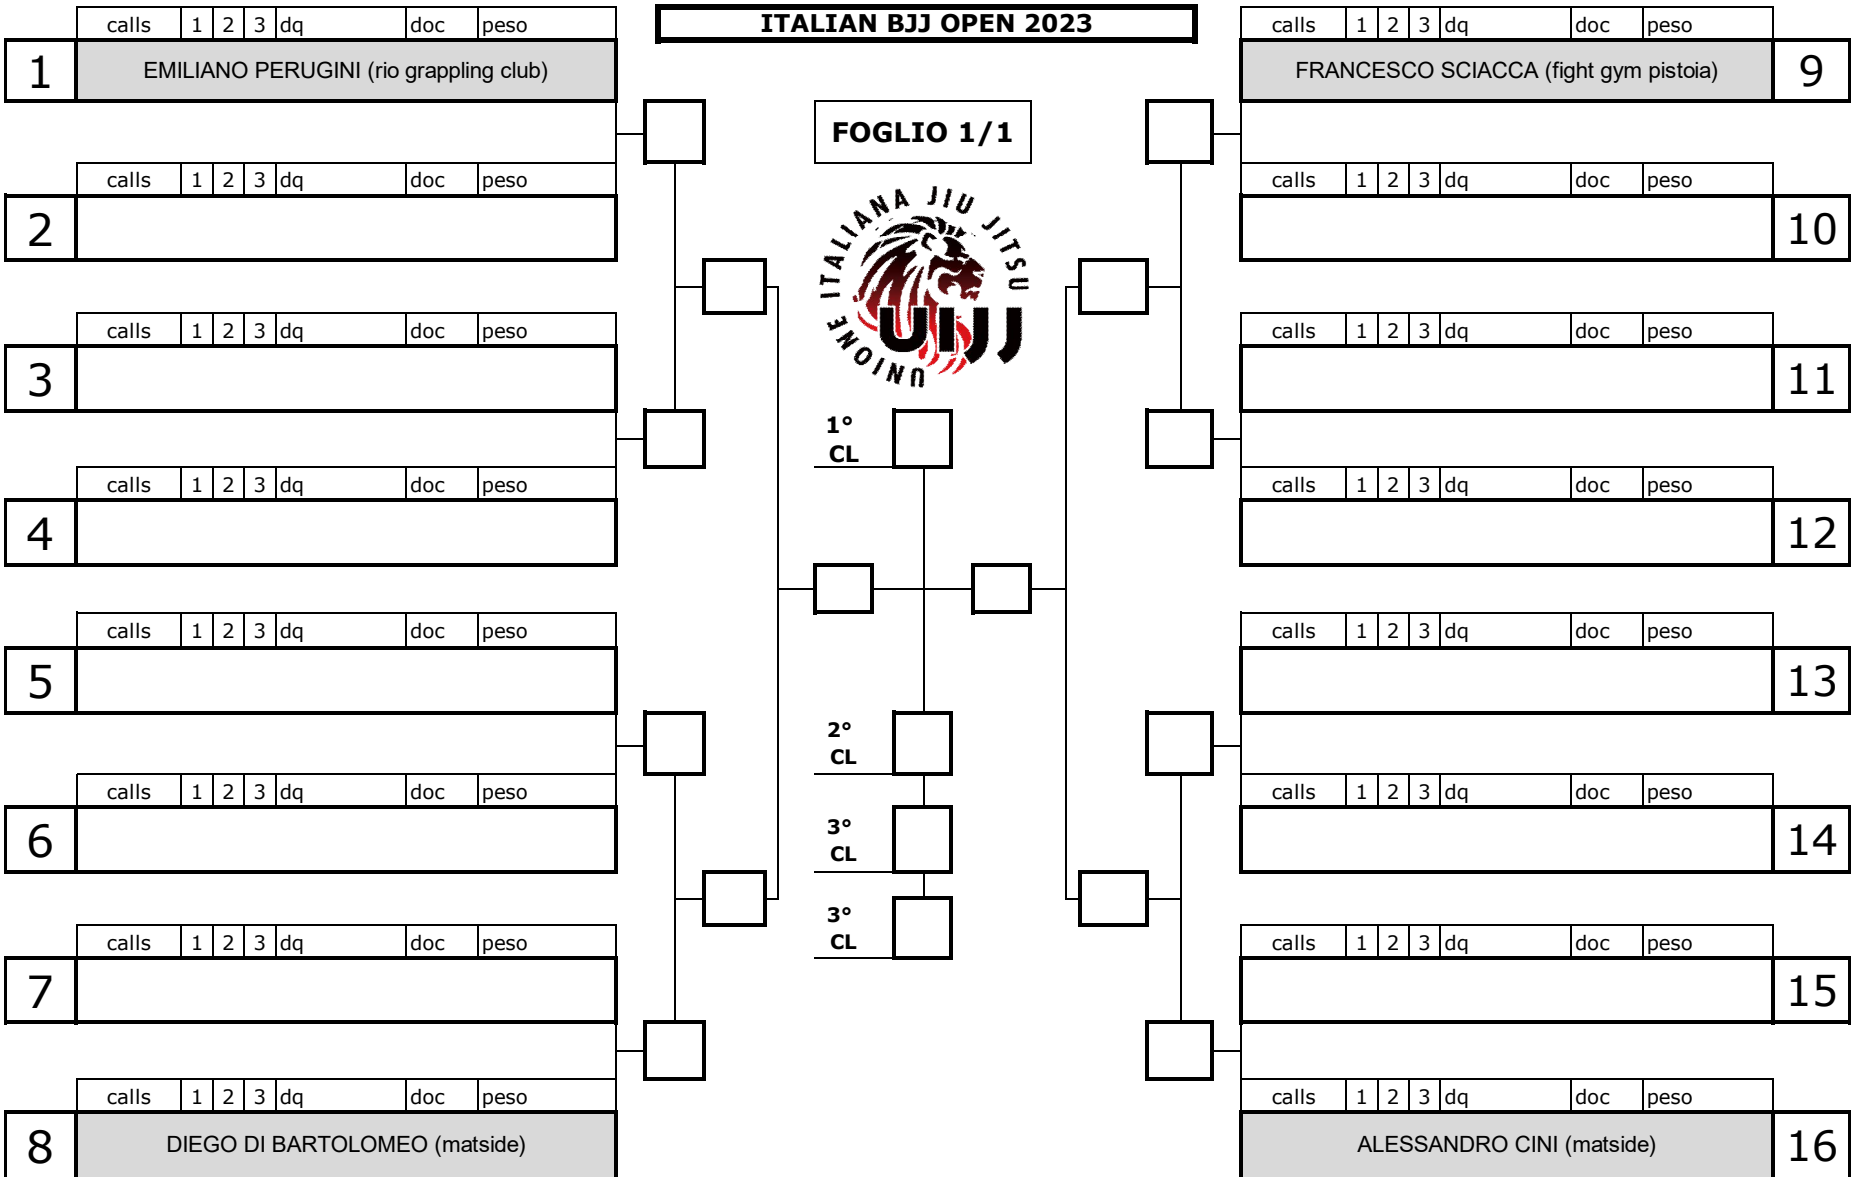 ITALIAN BJJ OPEN 2023
calls 1 2 3 dq doc peso
1 EMILIANO PERUGINI (rio grappling club)
calls 1 2 3 dq doc peso
2
calls 1 2 3 dq doc peso
3
calls 1 2 3 dq doc peso
4
calls 1 2 3 dq doc peso
5
calls 1 2 3 dq doc peso
6
calls 1 2 3 dq doc peso
7
calls 1 2 3 dq doc peso
8 DIEGO DI BARTOLOMEO (matside)
FOGLIO 1/1
UNIONE ITALIANA JIU JITSU
UIJJ
1°
CL
2°
CL
3°
CL
3°
CL
calls 1 2 3 dq doc peso
FRANCESCO SCIACCA (fight gym pistoia) 9
calls 1 2 3 dq doc peso
10
calls 1 2 3 dq doc peso
11
calls 1 2 3 dq doc peso
12
calls 1 2 3 dq doc peso
13
calls 1 2 3 dq doc peso
14
calls 1 2 3 dq doc peso
15
calls 1 2 3 dq doc peso
ALESSANDRO CINI (matside) 16